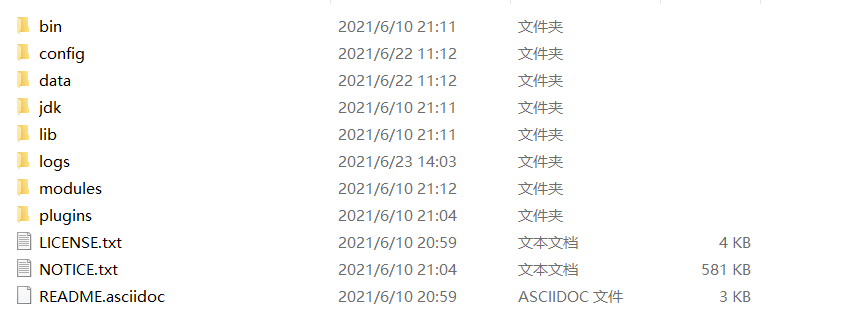 bin 2021/6/10 21:11 文件夹
config 2021/6/22 11:12 文件夹
data 2021/6/22 11:12 文件夹
jdk 2021/6/10 21:11 文件夹
lib 2021/6/10 21:11 文件夹
logs 2021/6/23 14:03 文件夹
modules 2021/6/10 21:12 文件夹
plugins 2021/6/10 21:04 文件夹
LICENSE.txt 2021/6/10 20:59 文本文档 4 KB
NOTICE.txt 2021/6/10 21:04 文本文档 581 KB
README.asciidoc 2021/6/10 20:59 ASCIIDOC 文件 3 KB